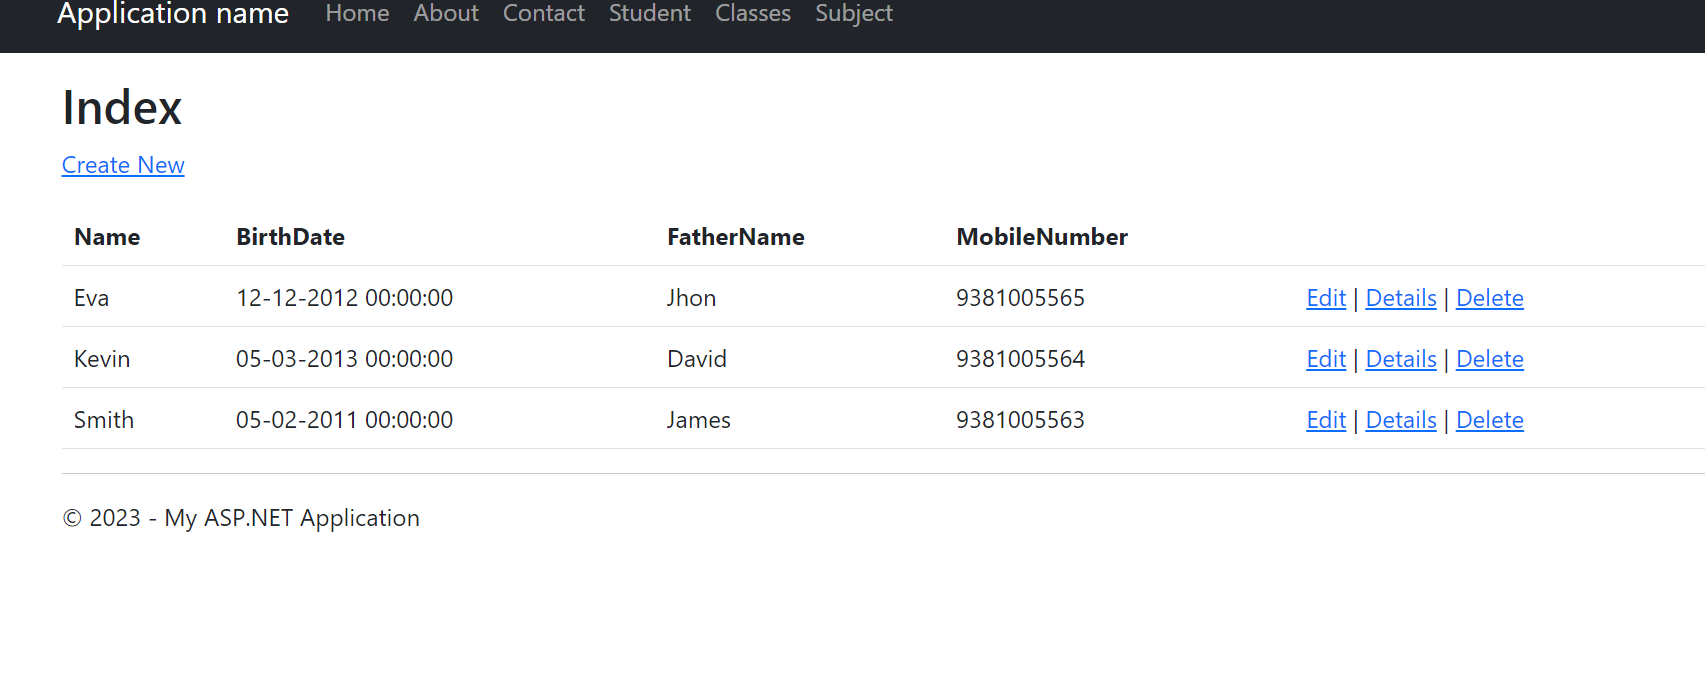 Application name Home About Contact Student Classes Subject
Index
Create New
Name BirthDate FatherName MobileNumber
Eva 12-12-2012 00:00:00 Jhon 9381005565 Edit | Details | Delete
Kevin 05-03-2013 00:00:00 David 9381005564 Edit | Details | Delete
Smith 05-02-2011 00:00:00 James 9381005563 Edit | Details | Delete
© 2023 - My ASP.NET Application